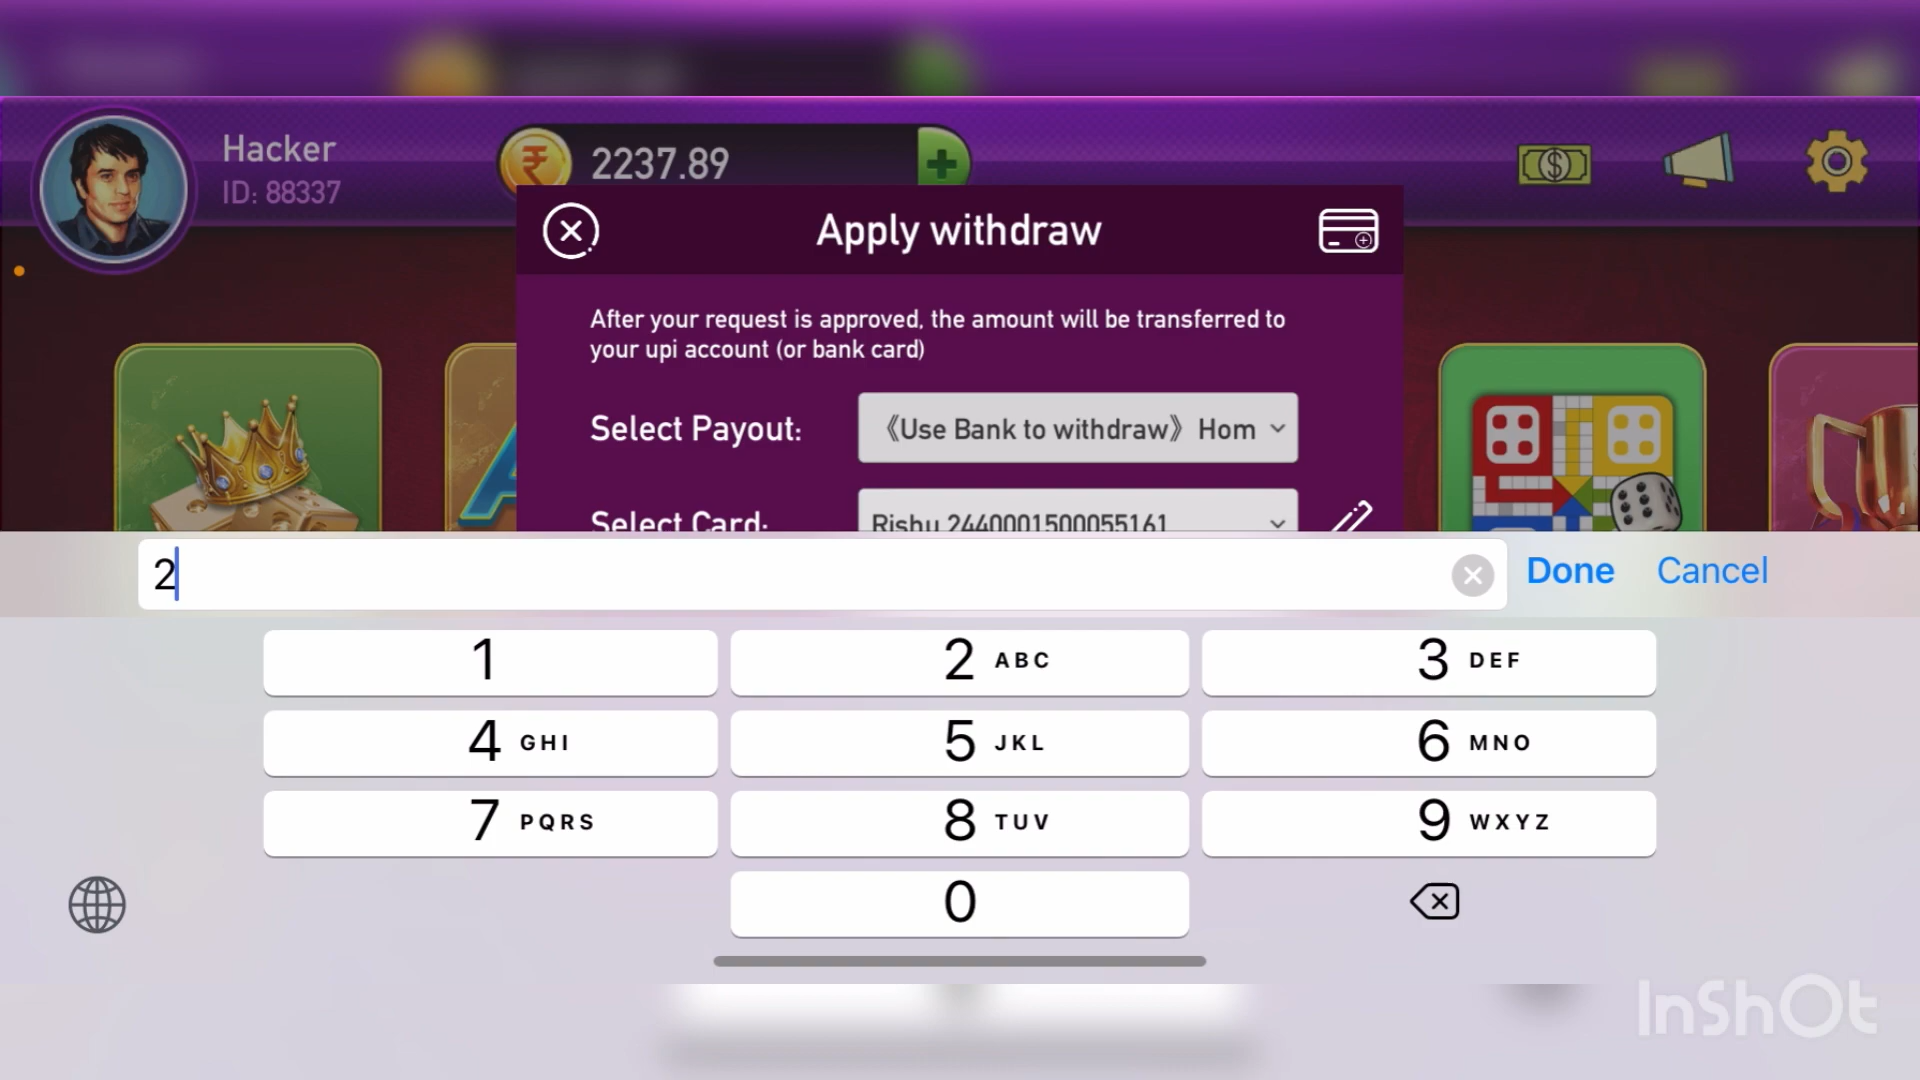 Hacker
ID: 88337
2237.89
Apply withdraw
After your request is approved, the amount will be transferred to
your upi account (or bank card)
Select Payout:
《Use Bank to withdraw》 Hom
Select Card:
Rishu 2440001500055161
2
Done
Cancel
1
2 ABC
3 DEF
4 GHI
5 JKL
6 MNO
7 PQRS
8 TUV
9 WXYZ
0
InShOt